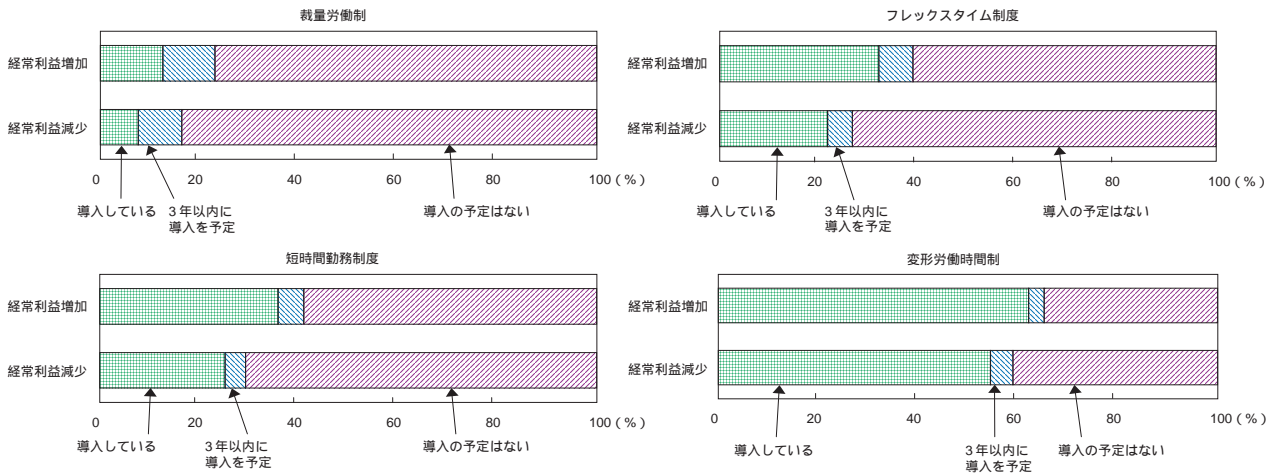 裁量労働制
経常利益増加
経常利益減少
0 20 40 60 80 100(%)
導入している
3年以内に
導入を予定
導入の予定はない
フレックスタイム制度
経常利益増加
経常利益減少
0 20 40 60 80 100(%)
導入している
3年以内に
導入を予定
導入の予定はない
短時間勤務制度
経常利益増加
経常利益減少
0 20 40 60 80 100(%)
導入している
3年以内に
導入を予定
導入の予定はない
変形労働時間制
経常利益増加
経常利益減少
0 20 40 60 80 100(%)
導入している
3年以内に
導入を予定
導入の予定はない